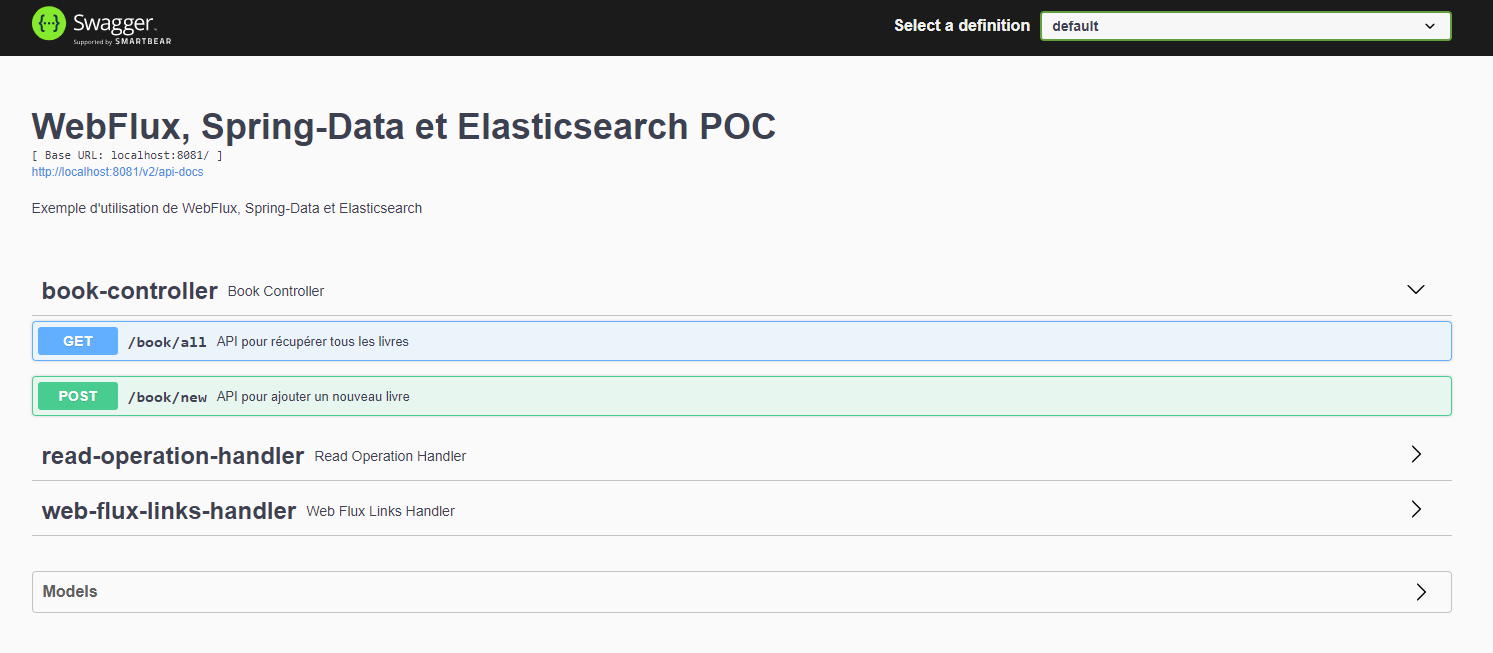 Swagger.
Supported by SMARTBEAR
Select a definition
default
WebFlux, Spring-Data et Elasticsearch POC
[ Base URL: localhost:8081/ ]
http://localhost:8081/v2/api-docs
Exemple d'utilisation de WebFlux, Spring-Data et Elasticsearch
book-controller Book Controller
GET /book/all API pour récupérer tous les livres
POST /book/new API pour ajouter un nouveau livre
read-operation-handler Read Operation Handler
web-flux-links-handler Web Flux Links Handler
Models